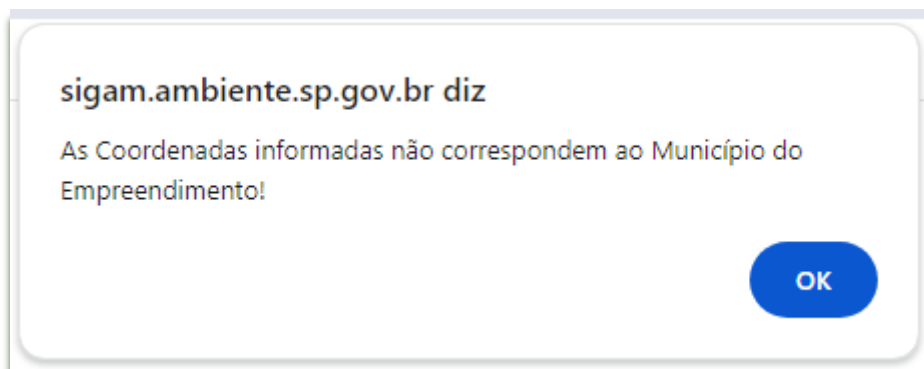 sigam.ambiente.sp.gov.br diz
As Coordenadas informadas não correspondem ao Município do
Empreendimento!
OK